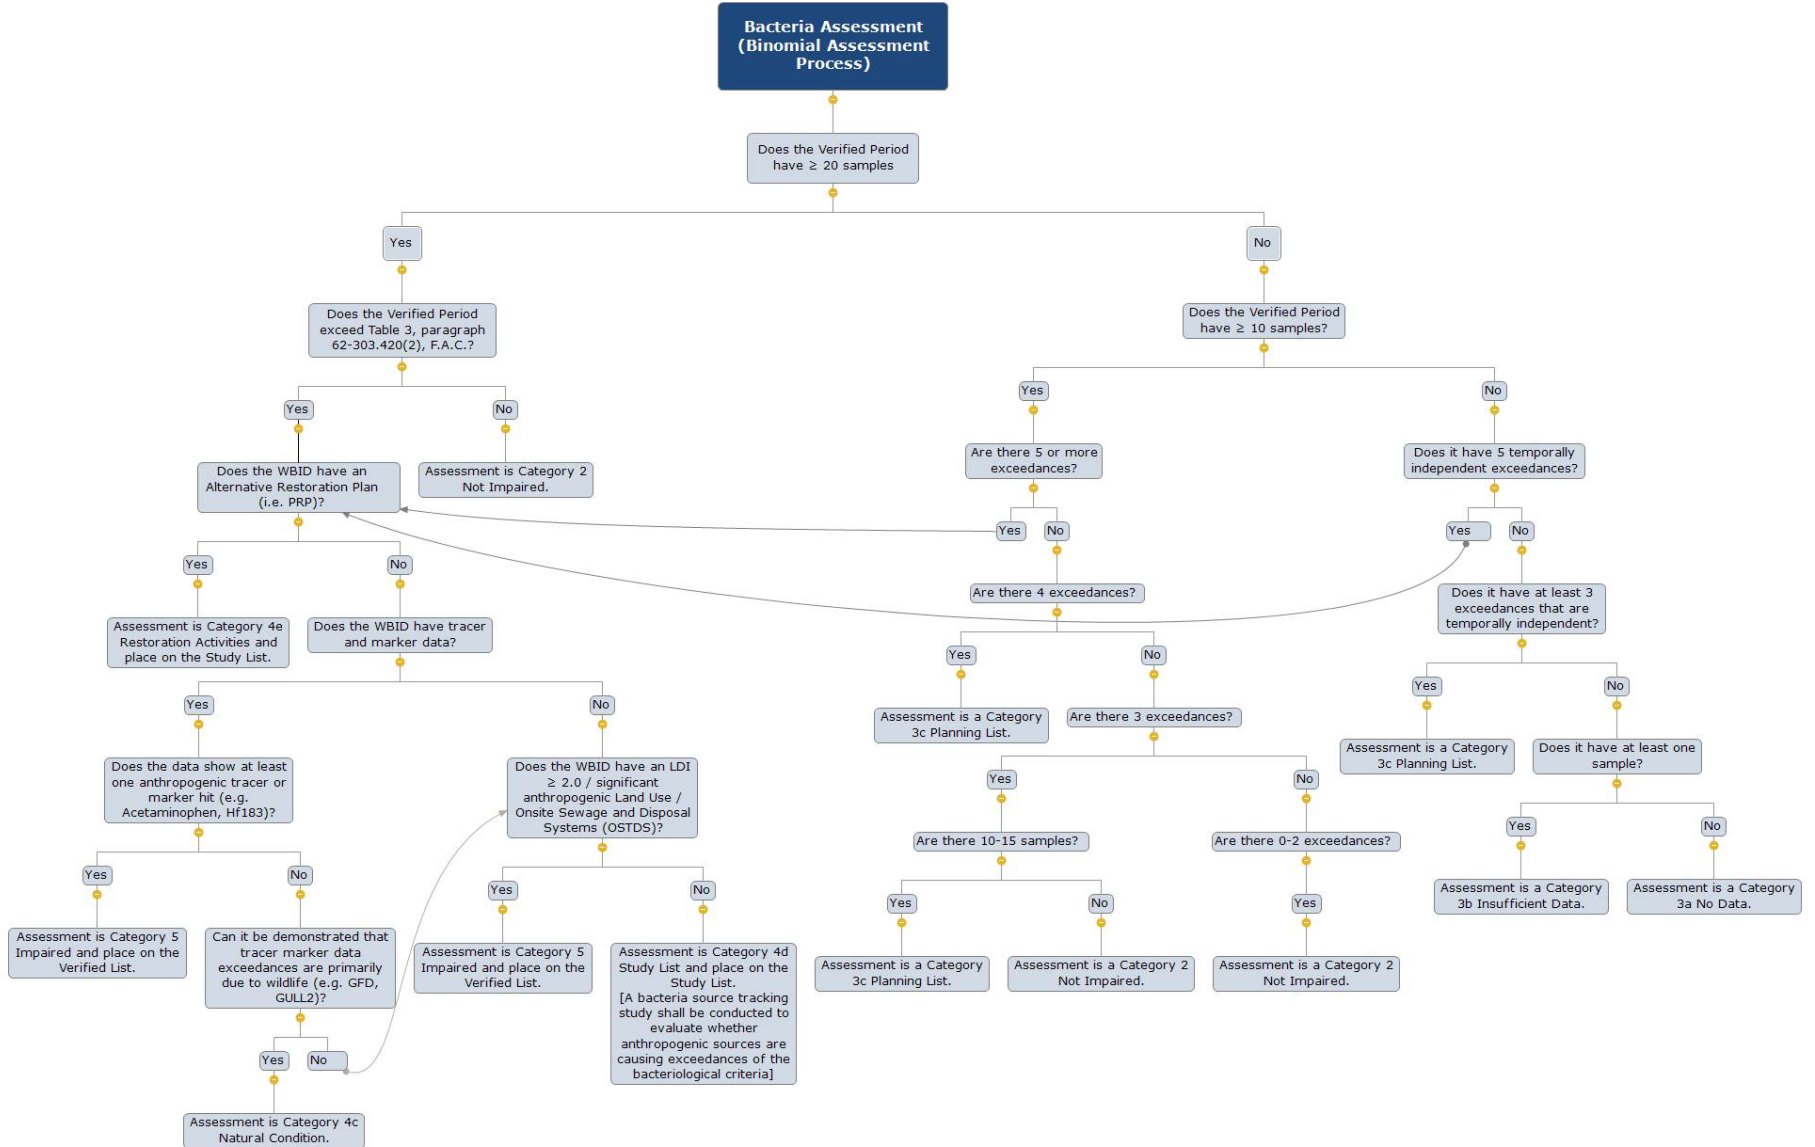 Bacteria Assessment
(Binomial Assessment
Process)
Does the Verified Period
have ≥ 20 samples
Yes
No
Does the Verified Period
exceed Table 3, paragraph
62-303.420(2), F.A.C.?
Does the Verified Period
have ≥ 10 samples?
Yes
No
Yes
No
Does the WBID have an
Alternative Restoration Plan
(i.e. PRP)?
Assessment is Category 2
Not Impaired.
Are there 5 or more
exceedances?
Does it have 5 temporally
independent exceedances?
Yes
No
Yes
No
Yes
No
Are there 4 exceedances?
Does it have at least 3
exceedances that are
temporally independent?
Assessment is Category 4e
Restoration Activities and
place on the Study List.
Does the WBID have tracer
and marker data?
Yes
No
Yes
No
Yes
No
Assessment is a Category
3c Planning List.
Are there 3 exceedances?
Assessment is a Category
3c Planning List.
Does it have at least one
sample?
Does the data show at least
one anthropogenic tracer or
marker hit (e.g.
Acetaminophen, Hf183)?
Does the WBID have an LDI
≥ 2.0 / significant
anthropogenic Land Use /
Onsite Sewage and Disposal
Systems (OSTDS)?
Yes
No
Yes
No
Are there 10-15 samples?
Are there 0-2 exceedances?
Yes
No
Yes
No
Yes
No
Yes
Assessment is a Category
3b Insufficient Data.
Assessment is a Category
3a No Data.
Assessment is Category 5
Impaired and place on the
Verified List.
Can it be demonstrated that
tracer marker data
exceedances are primarily
due to wildlife (e.g. GFD,
GULL2)?
Assessment is Category 5
Impaired and place on the
Verified List.
Assessment is Category 4d
Study List and place on the
Study List.
[A bacteria source tracking
study shall be conducted to
evaluate whether
anthropogenic sources are
causing exceedances of the
bacteriological criteria]
Assessment is a Category
3c Planning List.
Assessment is a Category 2
Not Impaired.
Assessment is a Category 2
Not Impaired.
Yes
No
Assessment is Category 4c
Natural Condition.